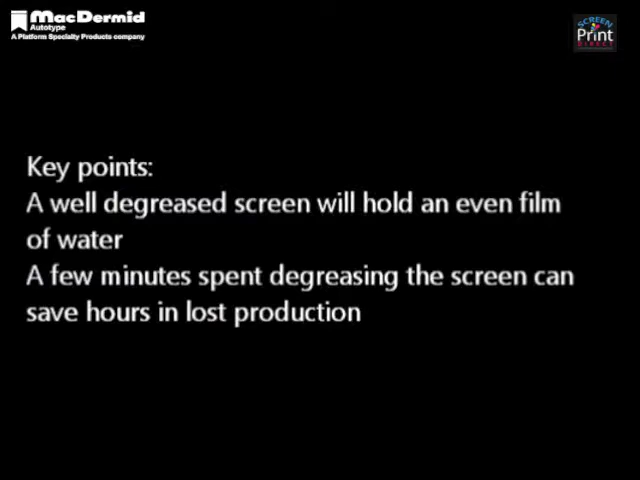 MacDermid
Autotype
A Platform Specialty Products company
SCREEN
Print
DIRECT
Key points:
A well degreased screen will hold an even film
of water
A few minutes spent degreasing the screen can
save hours in lost production